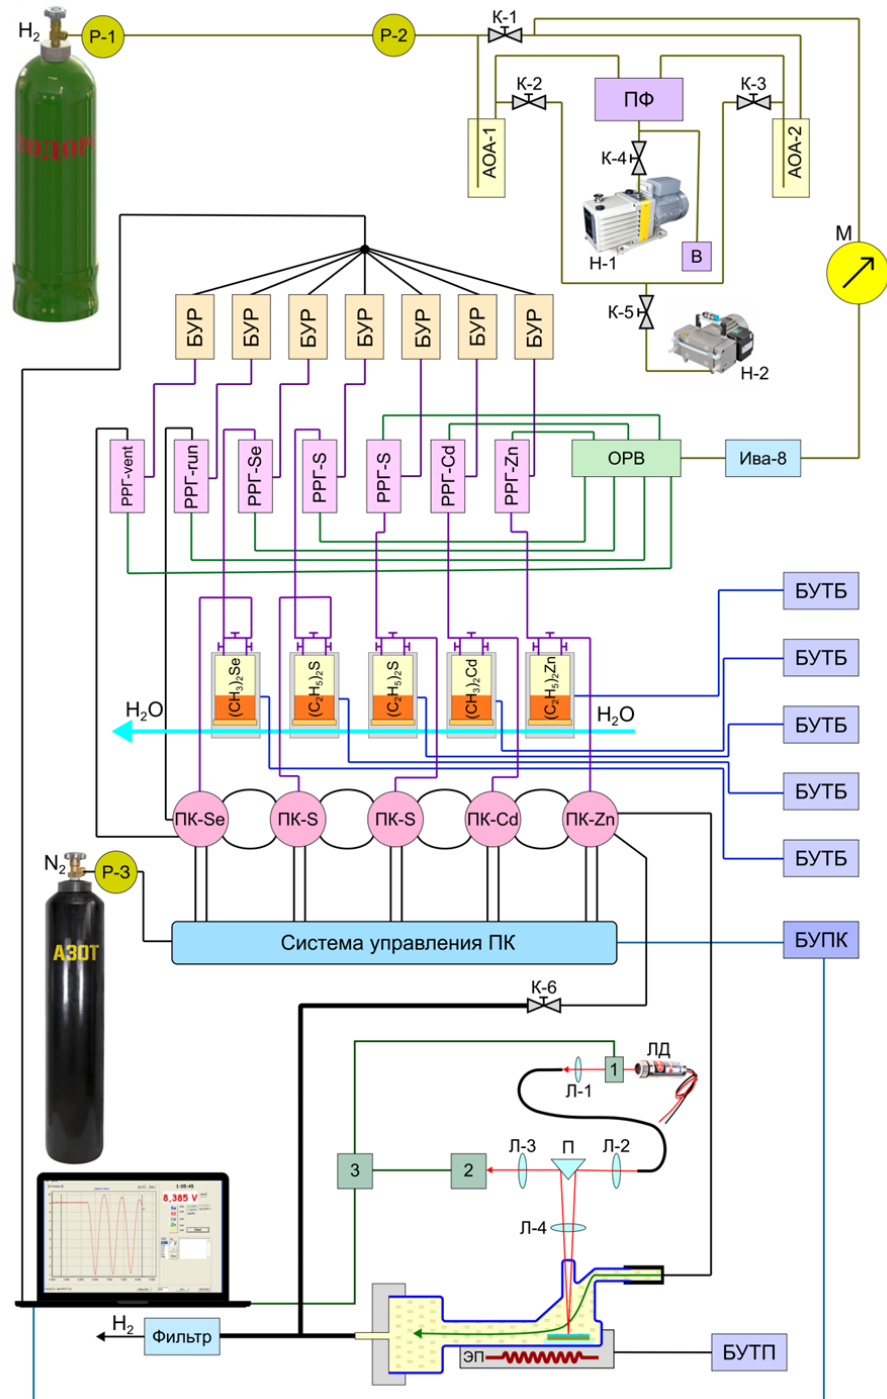 H₂
P-1
P-2
К-1
К-2
К-3
ПФ
АОА-1
АОА-2
К-4
ВОДОРО
М
Н-1
В
К-5
Н-2
БУР
БУР
БУР
БУР
БУР
БУР
БУР
РРГ-vent
РРГ-run
РРГ-Se
РРГ-S
РРГ-S
РРГ-Cd
РРГ-Zn
ОРВ
Ива-8
БУТБ
БУТБ
БУТБ
БУТБ
БУТБ
(CH₃)₂Se
(C₂H₅)₂S
(C₂H₅)₂S
(CH₃)₂Cd
(C₂H₅)₂Zn
H₂O
H₂O
ПК-Se
ПК-S
ПК-S
ПК-Cd
ПК-Zn
N₂
P-3
АЗОТ
Система управления ПК
БУПК
К-6
ЛД
1
Л-1
3
2
Л-3
П
Л-2
Л-4
1-05-45
8,385 V
H₂
Фильтр
ЭП
БУТП